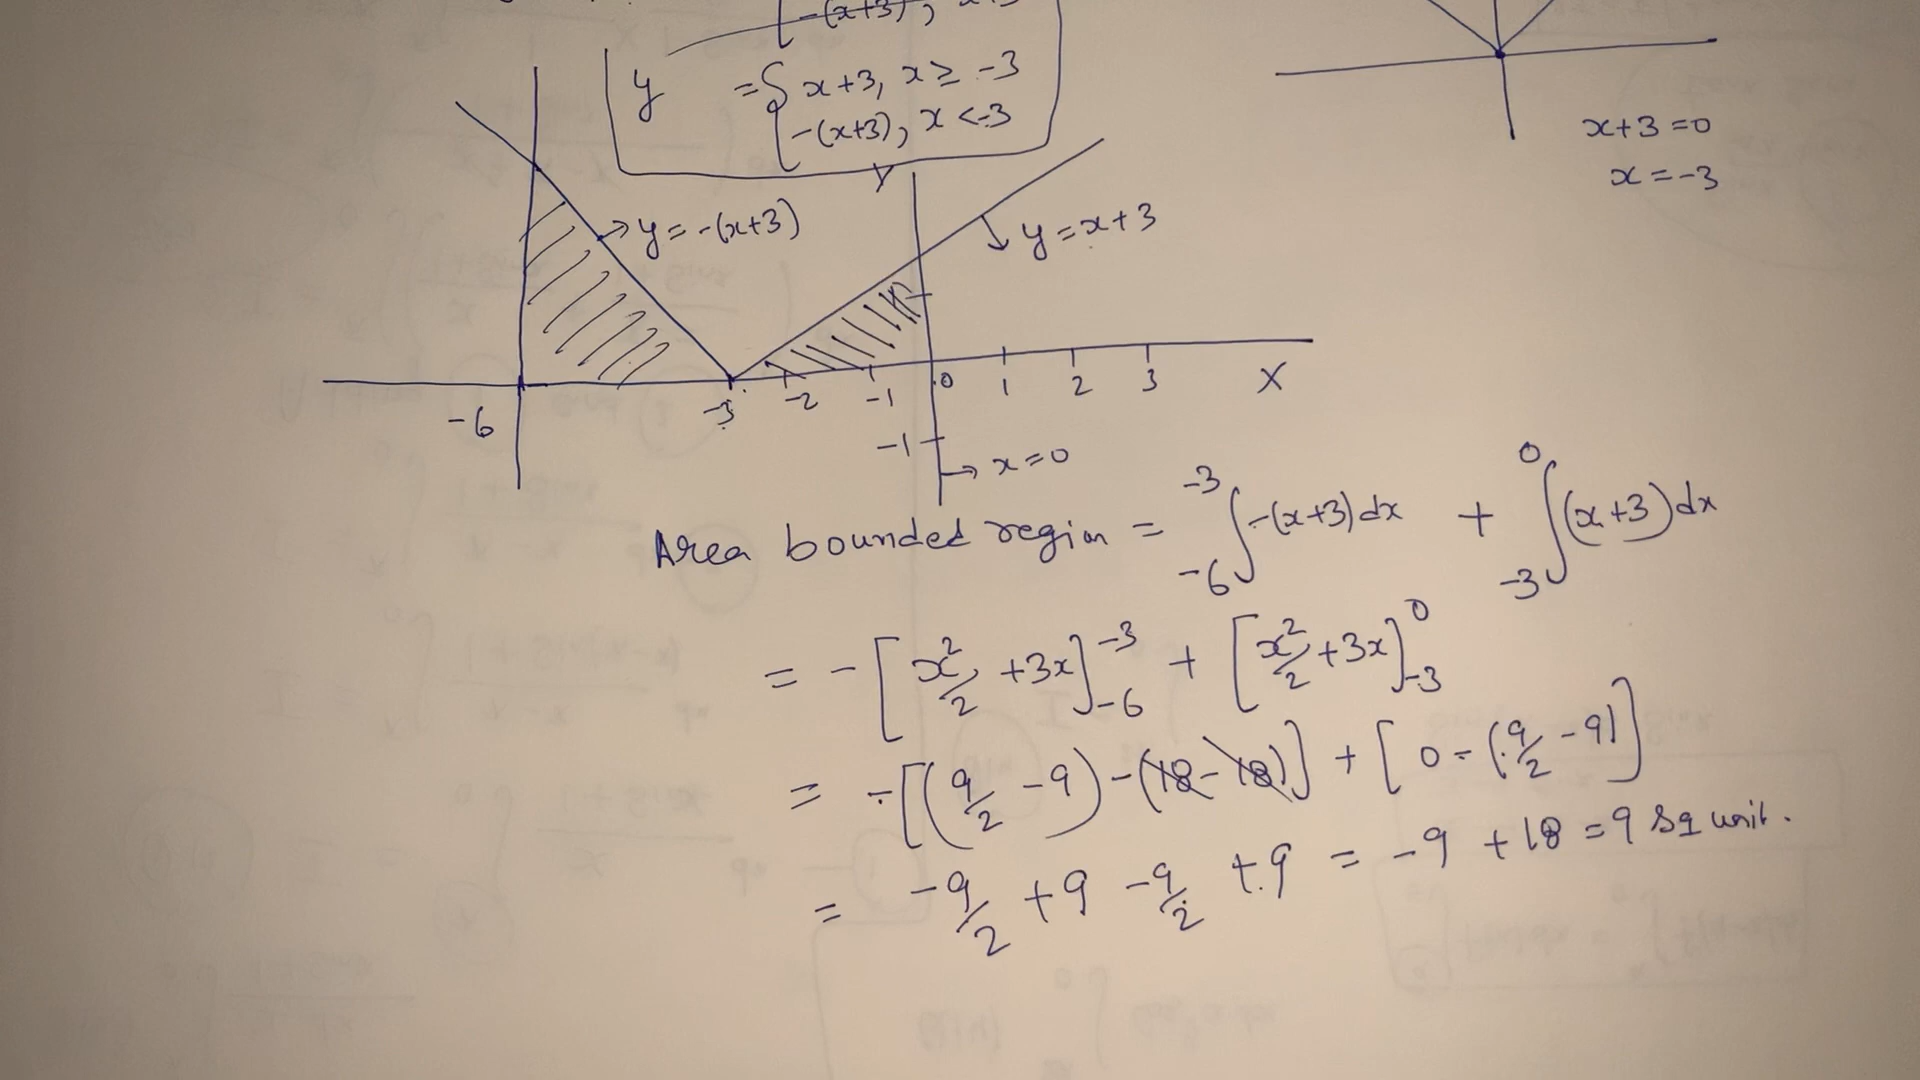 -(x+3),
y = { x+3, x ≥ -3
-(x+3), x <-3
x+3 =0
x = -3
Y
y = -(x+3)
y = x+3
-6 -3 -2 -1 0 1 2 3 X
-1
x=0
Area bounded region = ∫_{-6}^{-3} -(x+3) dx + ∫_{-3}^{0} (x+3) dx
= - [x²/2 +3x]_{-6}^{-3} + [x²/2 +3x]_{-3}^{0}
= -[(9/2 -9) -(18-18)] + [0 - (9/2 -9)]
= -9/2 +9 -9/2 +9 = -9 +18 =9 sq unit.